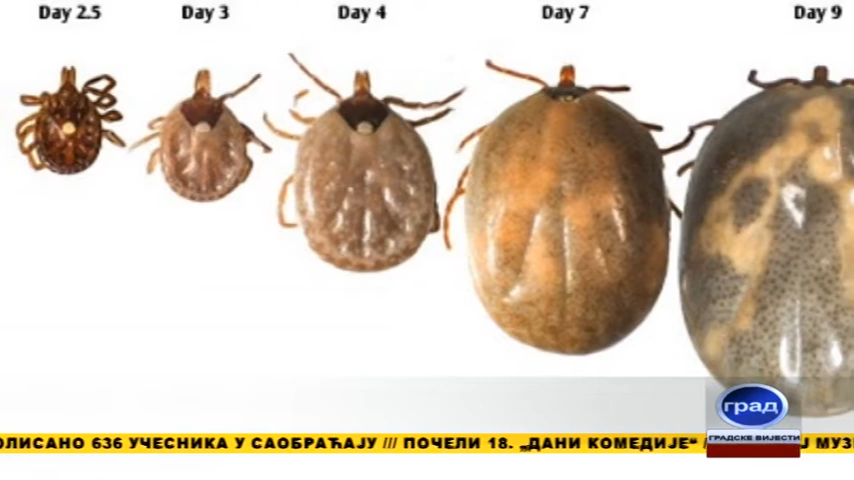 Day 2.5 Day 3 Day 4 Day 7 Day 9
град
ГРАДСКЕ ВИЈЕСТИ
ОЛИСАНО 636 УЧЕСНИКА У САОБРАЋАЈУ /// ПОЧЕЛИ 18. „ДАНИ КОМЕДИЈЕ“ / Ј МУЗ